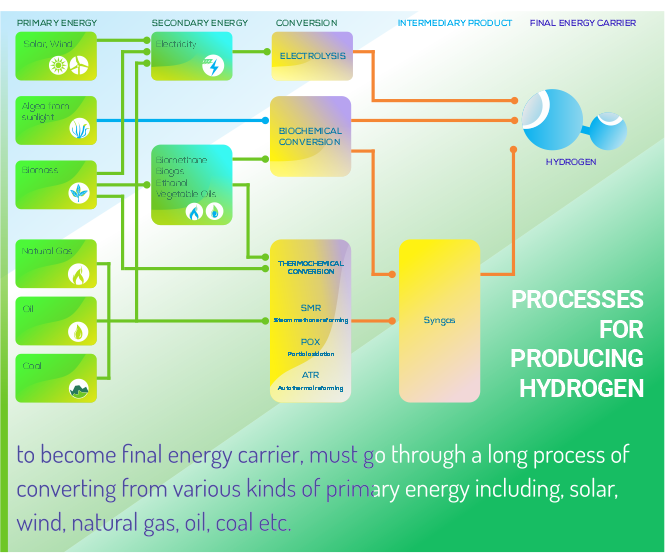 PRIMARY ENERGY
SECONDARY ENERGY
CONVERSION
INTERMEDIARY PRODUCT
FINAL ENERGY CARRIER
Solar, Wind
Electricity
ELECTROLYSIS
Algea from
sunlight
BIOCHEMICAL
CONVERSION
HYDROGEN
Biomass
Biomethane
Biogas
Ethanol
Vegetable Oils
Natural Gas
THERMOCHEMICAL
CONVERSION
Oil
SMR
Steam methane reforming
Syngas
POX
Partial oxidation
Coal
ATR
Autothermal reforming
PROCESSES
FOR
PRODUCING
HYDROGEN
to become final energy carrier, must go through a long process of
converting from various kinds of primary energy including, solar,
wind, natural gas, oil, coal etc.